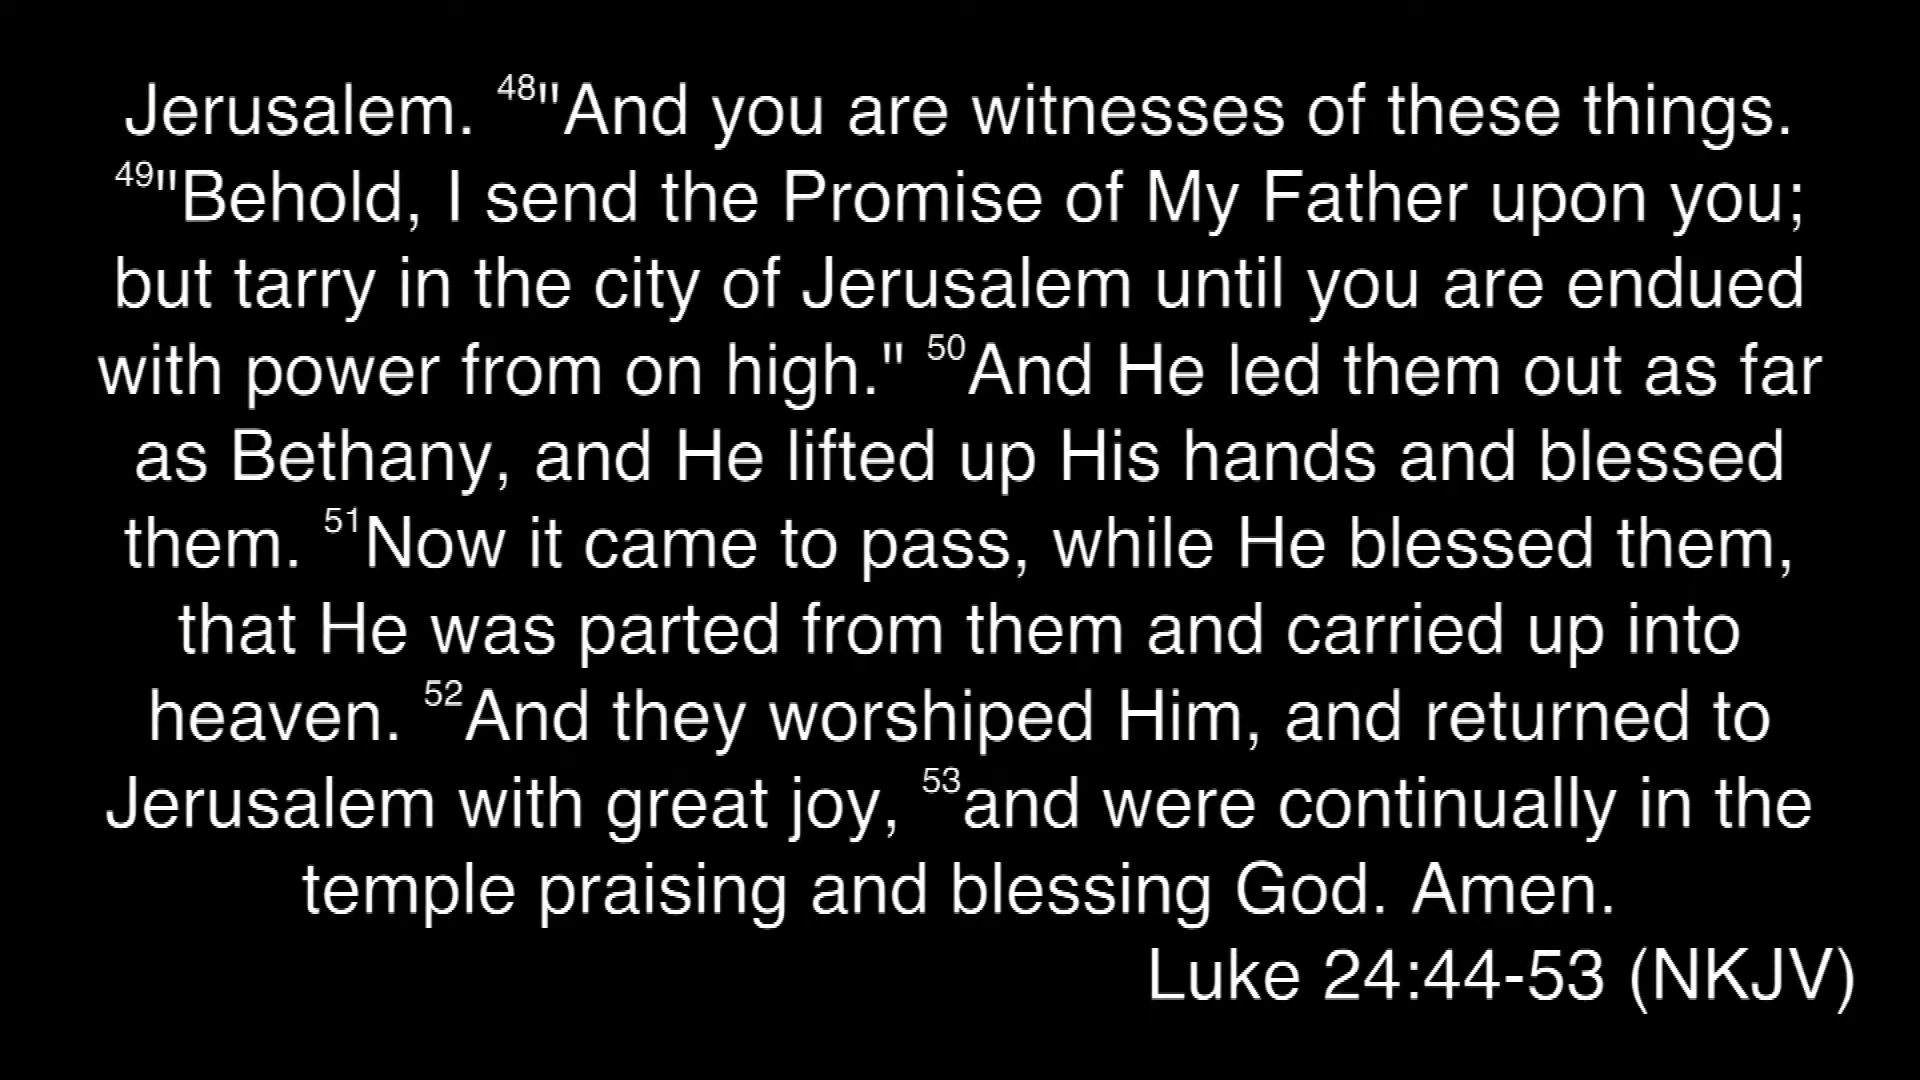 Jerusalem. 48"And you are witnesses of these things.
49"Behold, I send the Promise of My Father upon you;
but tarry in the city of Jerusalem until you are endued
with power from on high." 50And He led them out as far
as Bethany, and He lifted up His hands and blessed
them. 51Now it came to pass, while He blessed them,
that He was parted from them and carried up into
heaven. 52And they worshiped Him, and returned to
Jerusalem with great joy, 53and were continually in the
temple praising and blessing God. Amen.
Luke 24:44-53 (NKJV)